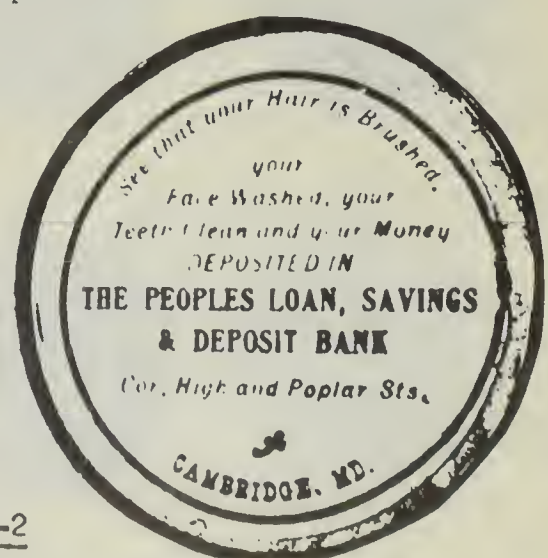 See that your Hair is Brushed.
your
Face Washed, your
Teeth Clean and your Money
DEPOSITED IN
THE PEOPLES LOAN, SAVINGS
& DEPOSIT BANK
Cor. High and Poplar Sts.
CAMBRIDGE, MD.
-2